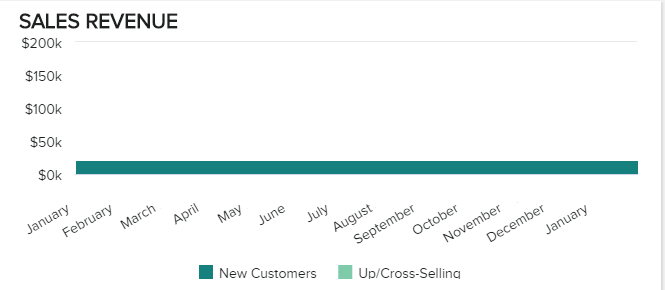 SALES REVENUE
$200k
$150k
$100k
$50k
$0k
January
February
March
April
May
June
July
August
September
October
November
December
January
New Customers
Up/Cross-Selling